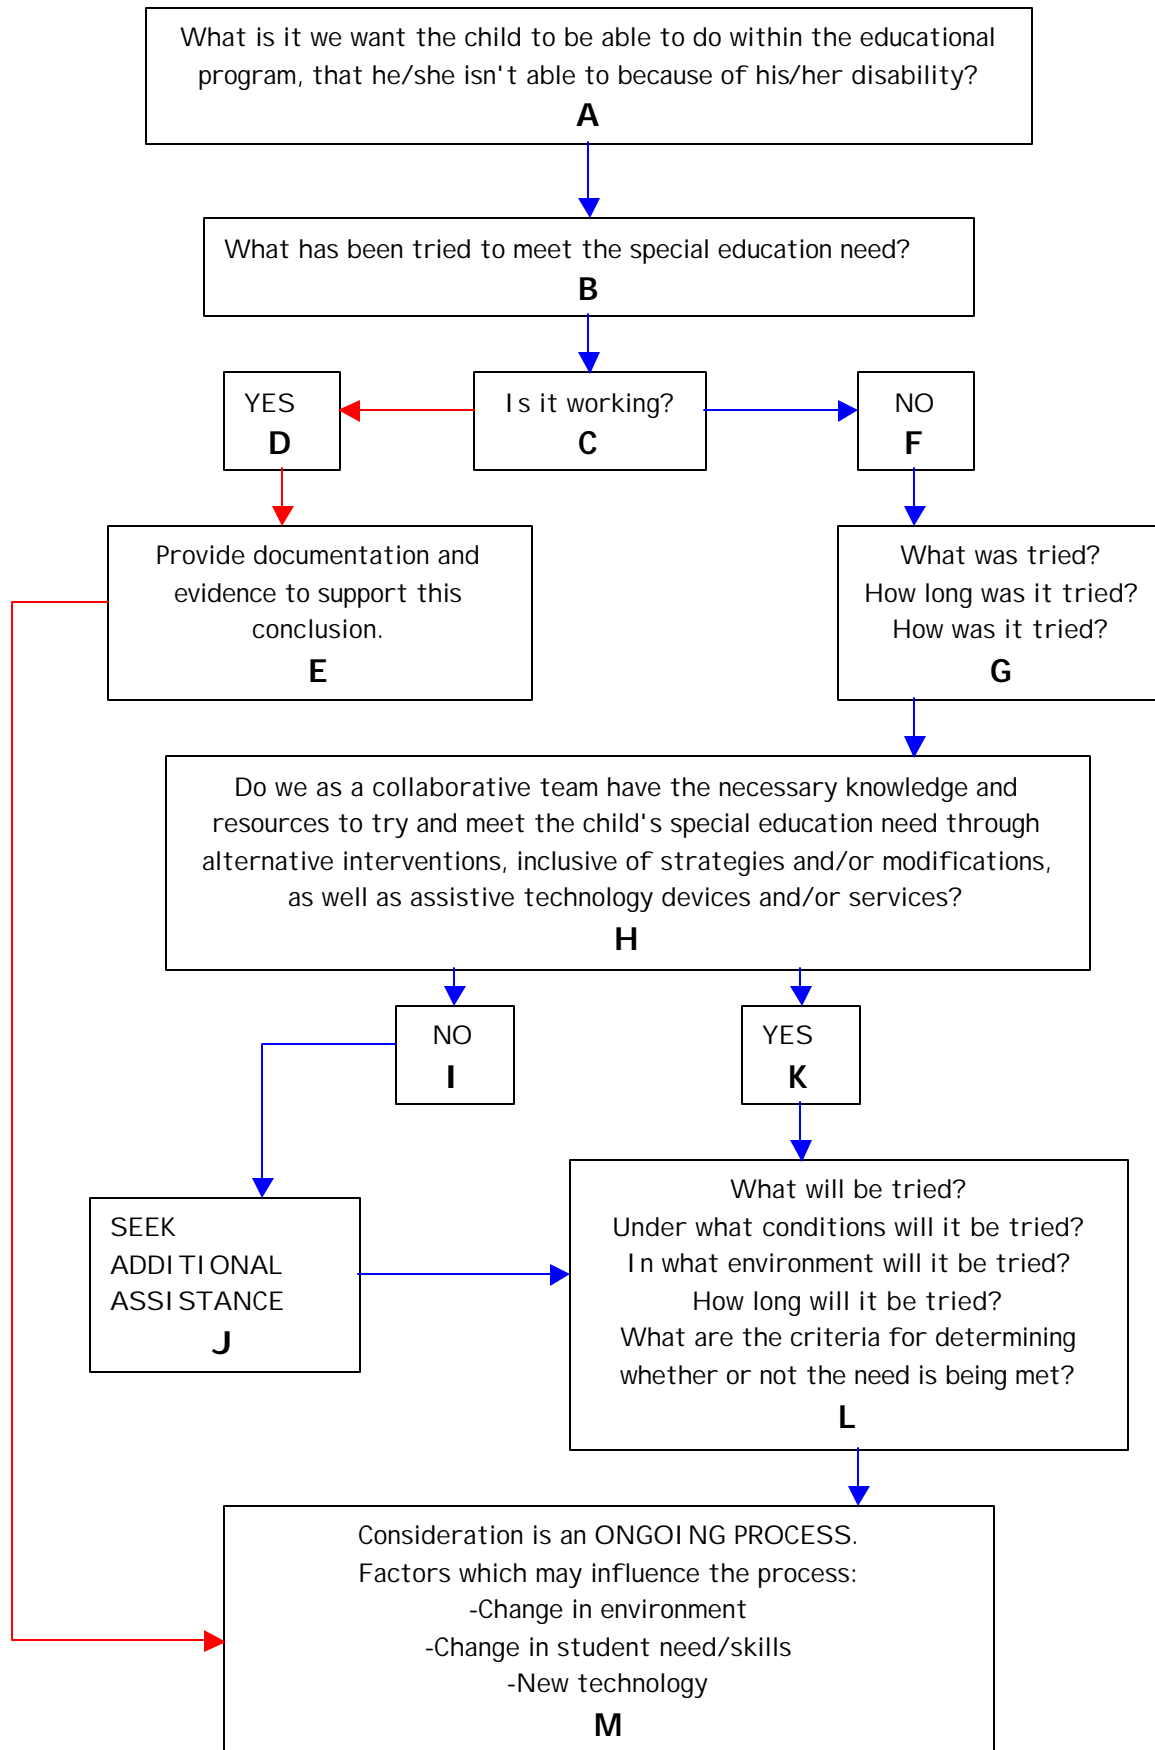 What is it we want the child to be able to do within the educational
program, that he/she isn't able to because of his/her disability?
A
What has been tried to meet the special education need?
B
YES
D
Is it working?
C
NO
F
Provide documentation and
evidence to support this
conclusion.
E
What was tried?
How long was it tried?
How was it tried?
G
Do we as a collaborative team have the necessary knowledge and
resources to try and meet the child's special education need through
alternative interventions, inclusive of strategies and/or modifications,
as well as assistive technology devices and/or services?
H
NO
I
YES
K
SEEK
ADDITIONAL
ASSISTANCE
J
What will be tried?
Under what conditions will it be tried?
In what environment will it be tried?
How long will it be tried?
What are the criteria for determining
whether or not the need is being met?
L
Consideration is an ONGOING PROCESS.
Factors which may influence the process:
-Change in environment
-Change in student need/skills
-New technology
M